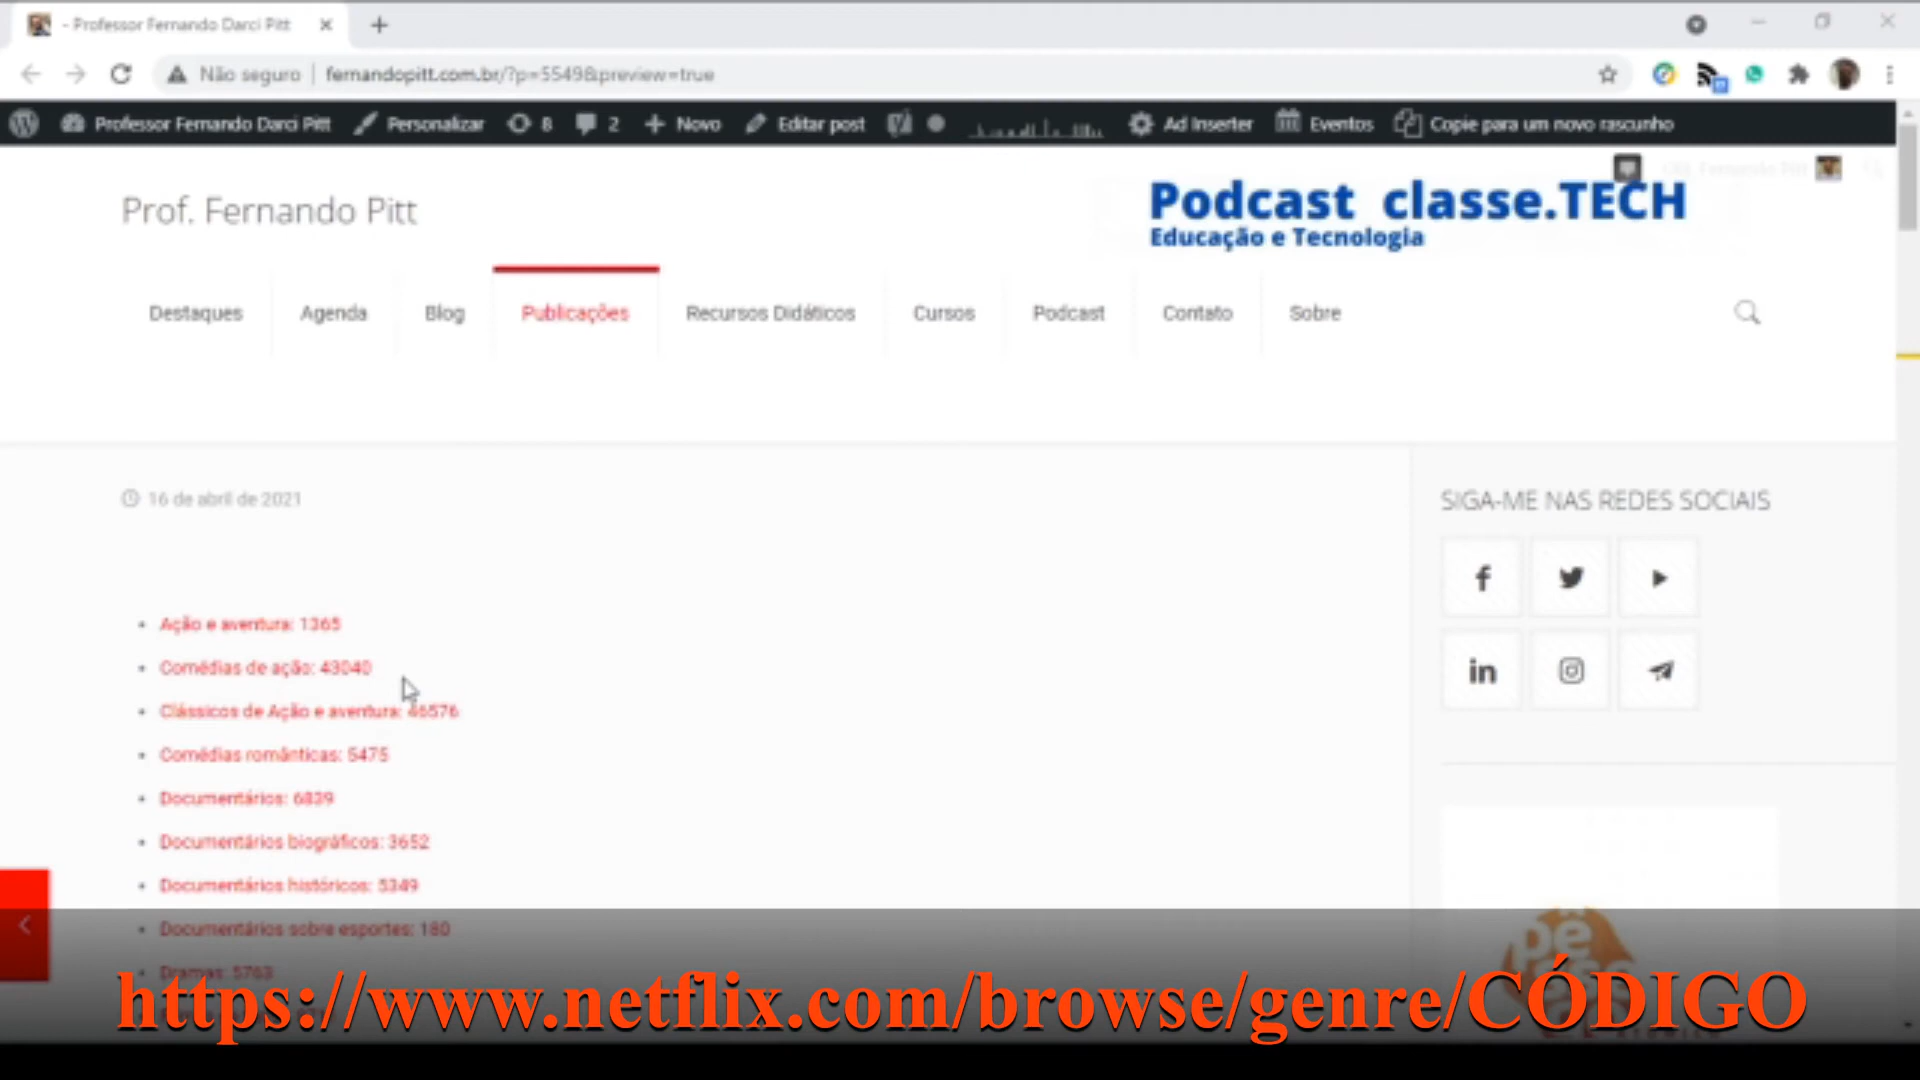 - Professor Fernando Darci Pitt
Não seguro
fernandopitt.com.br/?p=5549&preview=true
Professor Fernando Darci Pitt Personalizar 8 2 Novo Editar post Ad Inserter Eventos Copie para um novo rascunho
Prof. Fernando Pitt
Podcast classe.TECH
Educação e Tecnologia
Destaques Agenda Blog Publicações Recursos Didáticos Cursos Podcast Contato Sobre
16 de abril de 2021
SIGA-ME NAS REDES SOCIAIS
Ação e aventura: 1365
Comédias de ação: 43040
Clássicos de Ação e aventura: 46576
Comédias românticas: 5475
Documentários: 6839
Documentários biográficos: 3652
Documentários históricos: 5349
Documentários sobre esportes: 180
Dramas: 5763
https://www.netflix.com/browse/genre/CÓDIGO